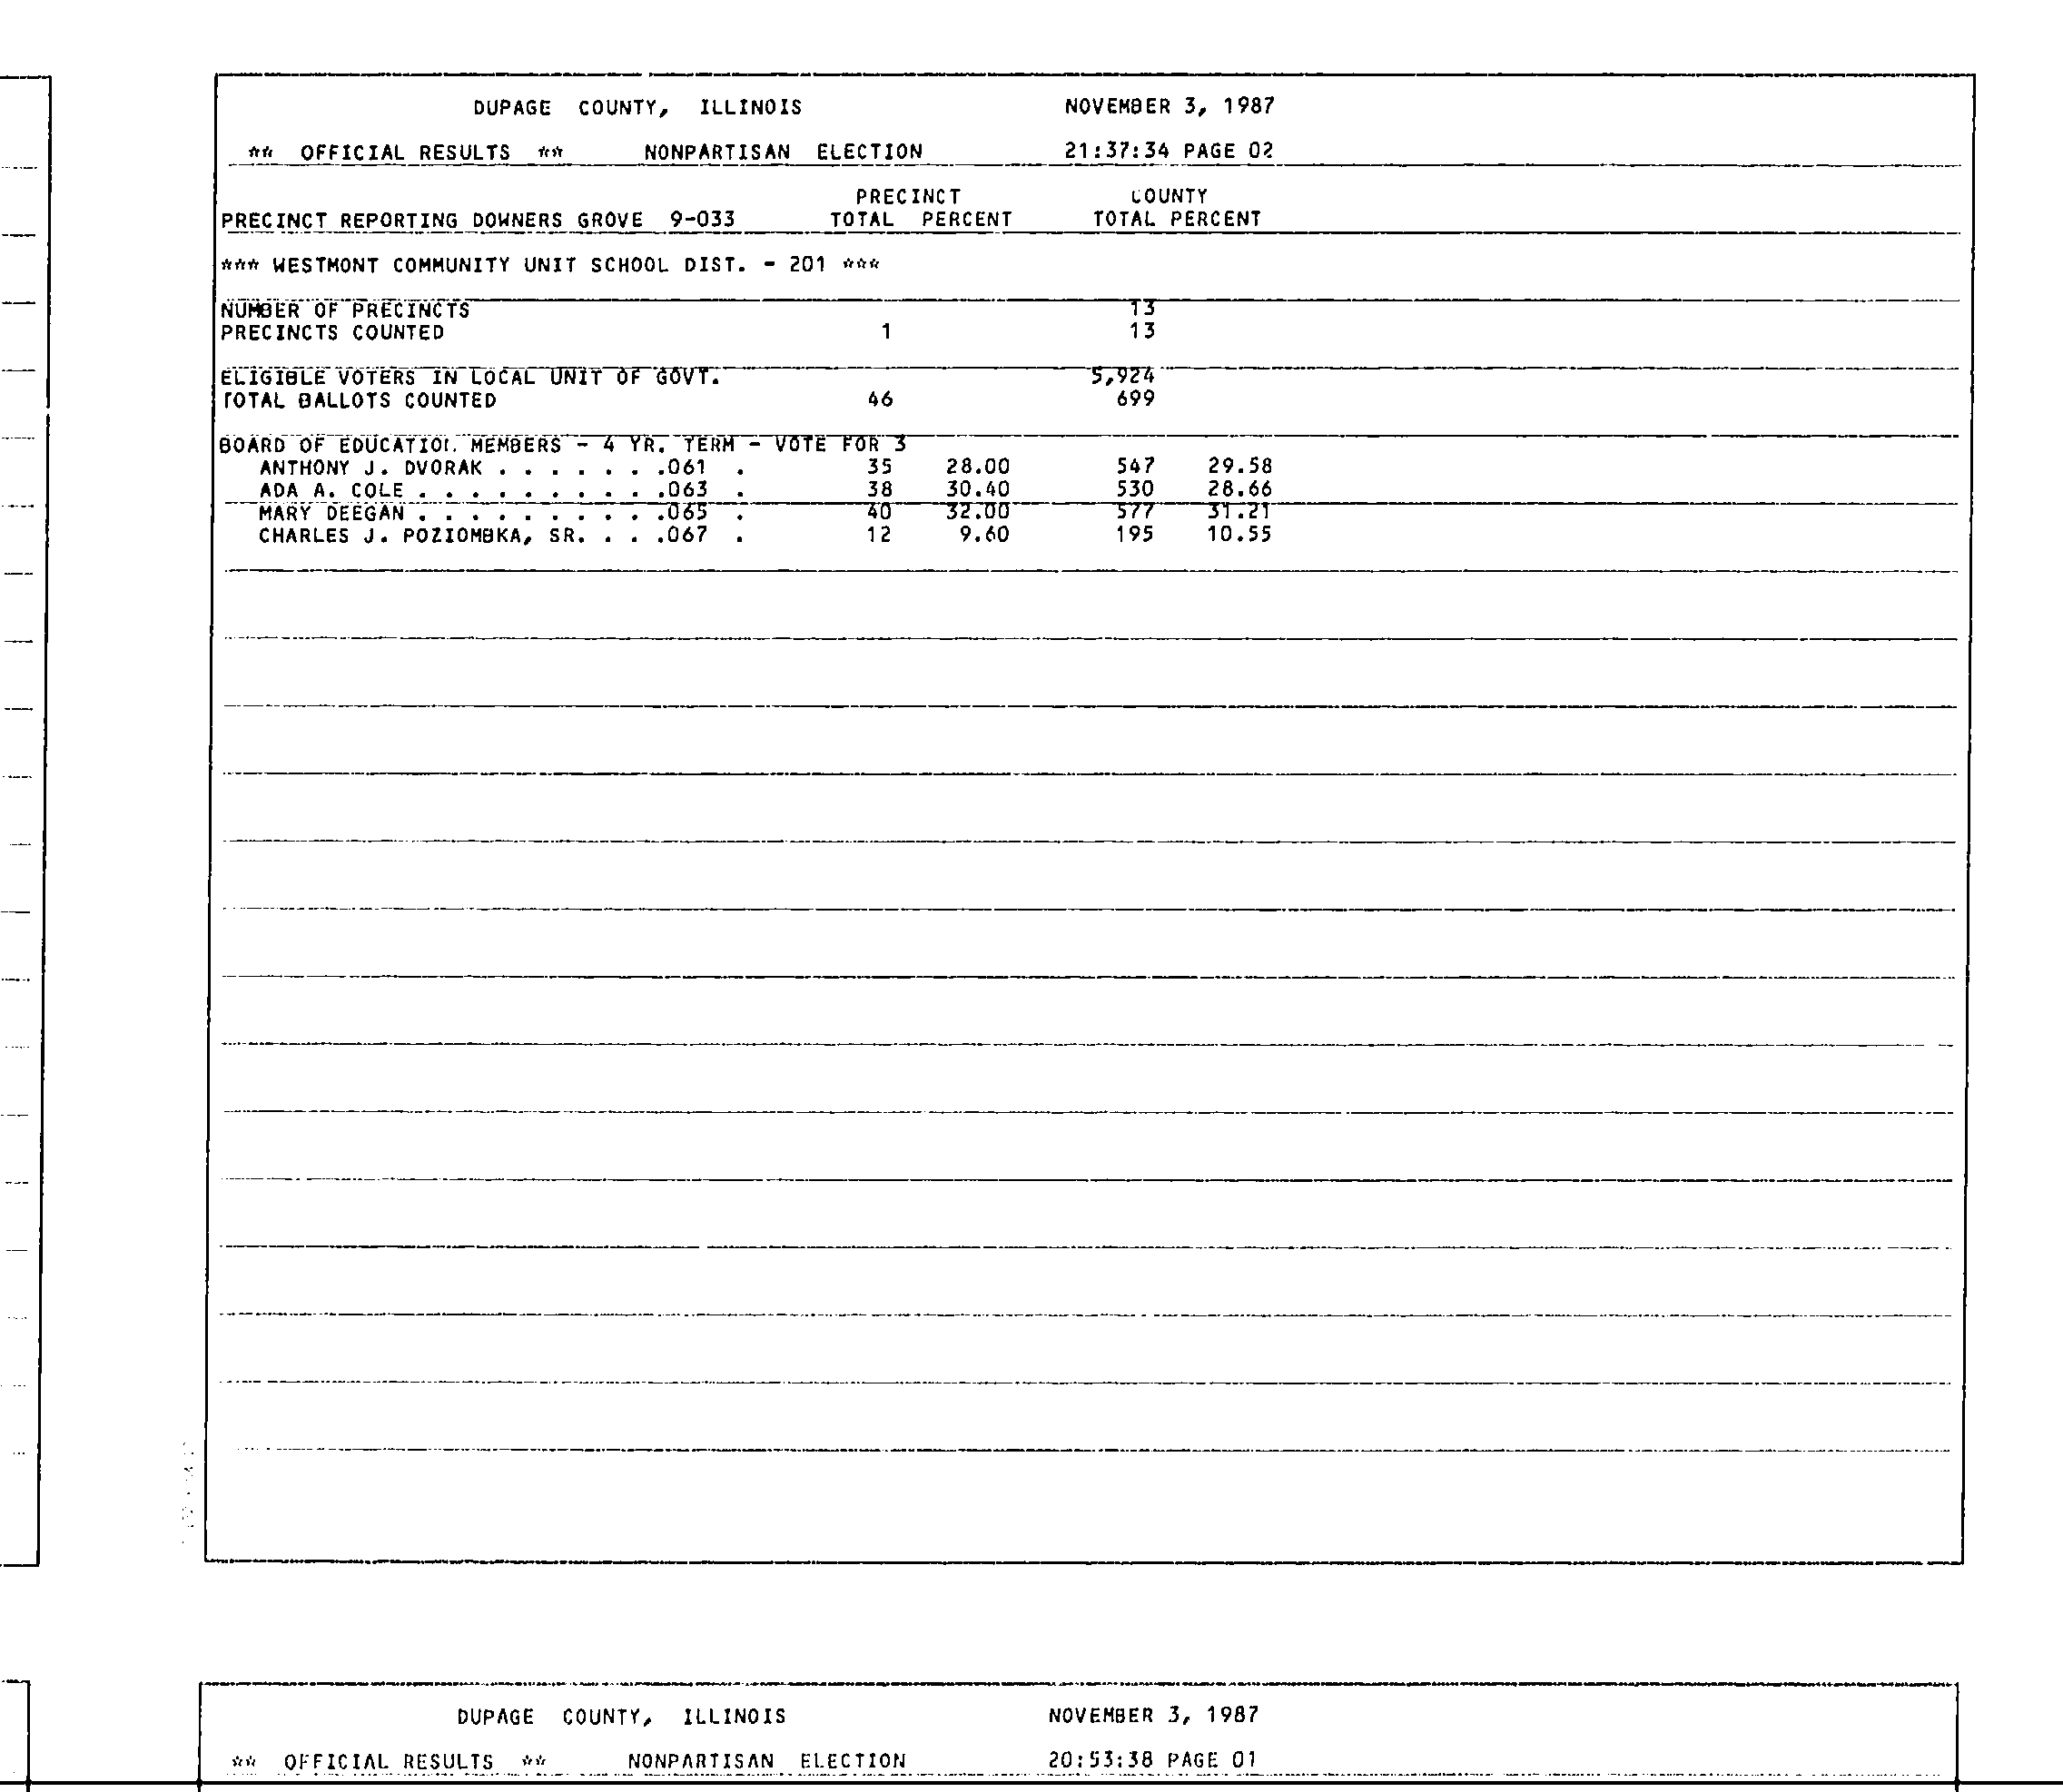 DUPAGE COUNTY, ILLINOIS NOVEMBER 3, 1987
** OFFICIAL RESULTS ** NONPARTISAN ELECTION 21:37:34 PAGE 02
PRECINCT COUNTY
PRECINCT REPORTING DOWNERS GROVE 9-033 TOTAL PERCENT TOTAL PERCENT
*** WESTMONT COMMUNITY UNIT SCHOOL DIST. - 201 ***
NUMBER OF PRECINCTS 13
PRECINCTS COUNTED 1 13
ELIGIBLE VOTERS IN LOCAL UNIT OF GOVT. 5,924
TOTAL BALLOTS COUNTED 46 699
BOARD OF EDUCATION MEMBERS - 4 YR. TERM - VOTE FOR 3
ANTHONY J. DVORAK . . . . . . .061 . 35 28.00 547 29.58
ADA A. COLE . . . . . . . . . .063 . 38 30.40 530 28.66
MARY DEEGAN . . . . . . . . . .065 . 40 32.00 577 31.21
CHARLES J. POZIOMBKA, SR. . . .067 . 12 9.60 195 10.55
DUPAGE COUNTY, ILLINOIS NOVEMBER 3, 1987
** OFFICIAL RESULTS ** NONPARTISAN ELECTION 20:53:38 PAGE 01